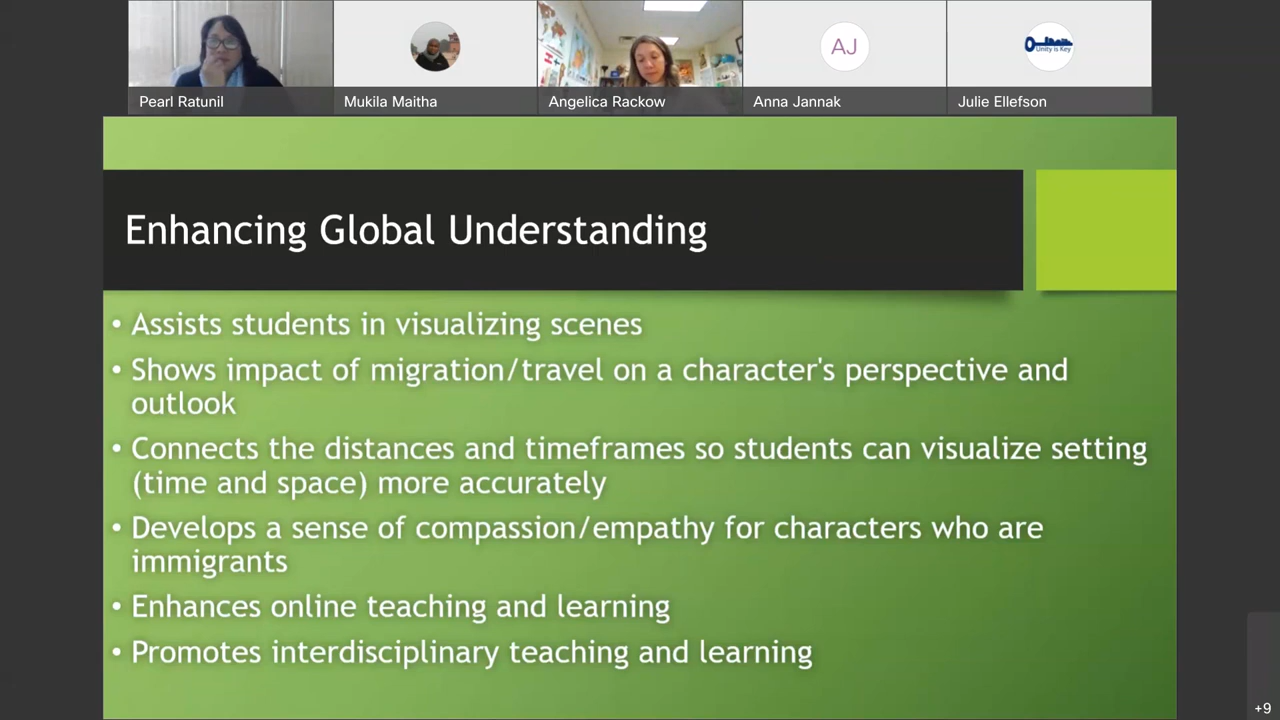 Pearl Ratunil
Mukila Maitha
Angelica Rackow
AJ
Anna Jannak
Unity is Key
Julie Ellefson
Enhancing Global Understanding
• Assists students in visualizing scenes
• Shows impact of migration/travel on a character's perspective and
outlook
• Connects the distances and timeframes so students can visualize setting
(time and space) more accurately
• Develops a sense of compassion/empathy for characters who are
immigrants
• Enhances online teaching and learning
• Promotes interdisciplinary teaching and learning
+9